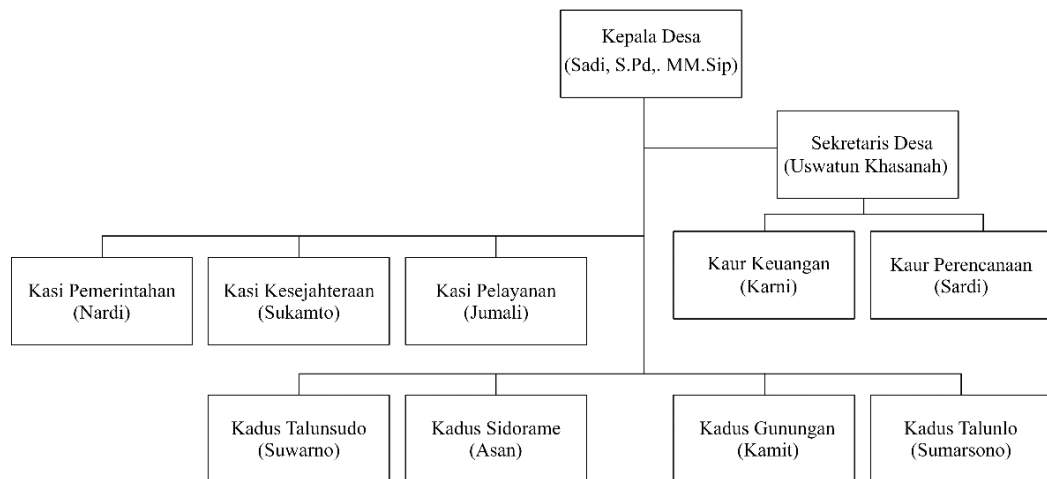 Kepala Desa
(Sadi, S.Pd,. MM.Sip)
Sekretaris Desa
(Uswatun Khasanah)
Kaur Keuangan
(Karni)
Kaur Perencanaan
(Sardi)
Kasi Pemerintahan
(Nardi)
Kasi Kesejahteraan
(Sukamto)
Kasi Pelayanan
(Jumali)
Kadus Talunsudo
(Suwarno)
Kadus Sidorame
(Asan)
Kadus Gunungan
(Kamit)
Kadus Talunlo
(Sumarsono)